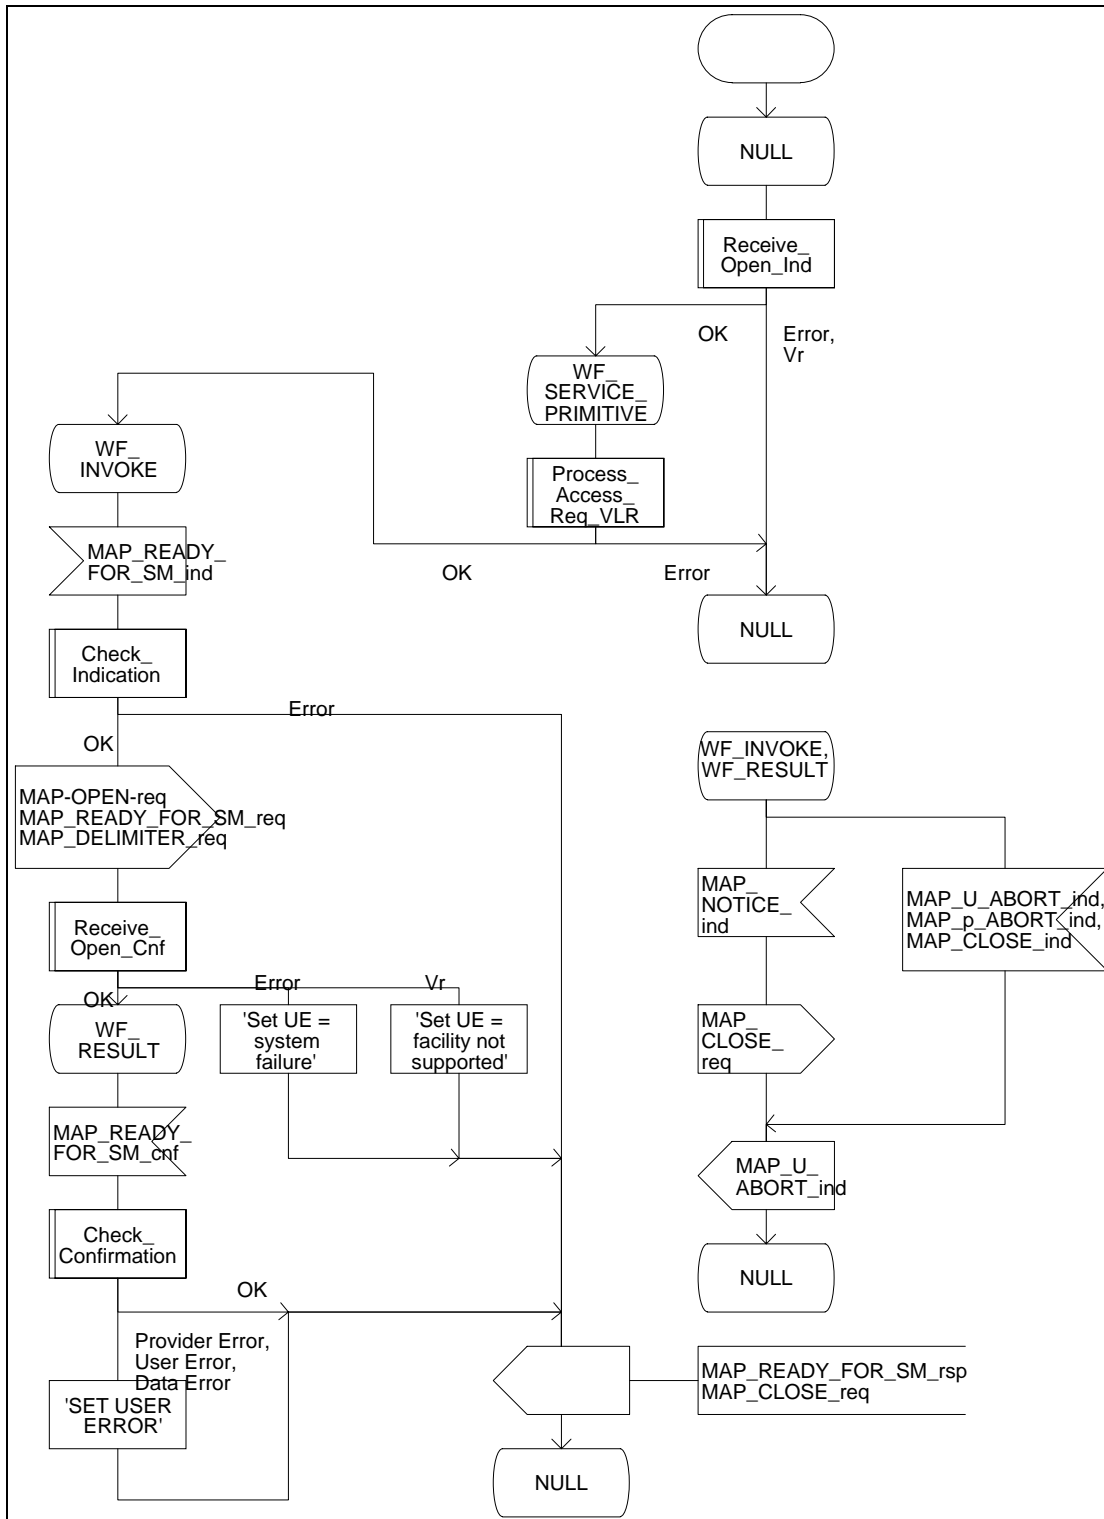 NULL
Receive_
Open_Ind
OK
Error,
Vr
WF_
SERVICE_
PRIMITIVE
Process_
Access_
Req_VLR
OK
Error
NULL
WF_
INVOKE
MAP_READY_
FOR_SM_ind
Check_
Indication
Error
OK
MAP-OPEN-req
MAP_READY_FOR_SM_req
MAP_DELIMITER_req
Receive_
Open_Cnf
OK
Error
Vr
'Set UE =
system
failure'
'Set UE =
facility not
supported'
WF_
RESULT
MAP_READY_
FOR_SM_cnf
Check_
Confirmation
OK
Provider Error,
User Error,
Data Error
'SET USER
ERROR'
MAP_READY_FOR_SM_rsp
MAP_CLOSE_req
NULL
WF_INVOKE,
WF_RESULT
MAP_
NOTICE_
ind
MAP_U_ABORT_ind,
MAP_p_ABORT_ind,
MAP_CLOSE_ind
MAP_
CLOSE_
req
MAP_U_
ABORT_ind
NULL